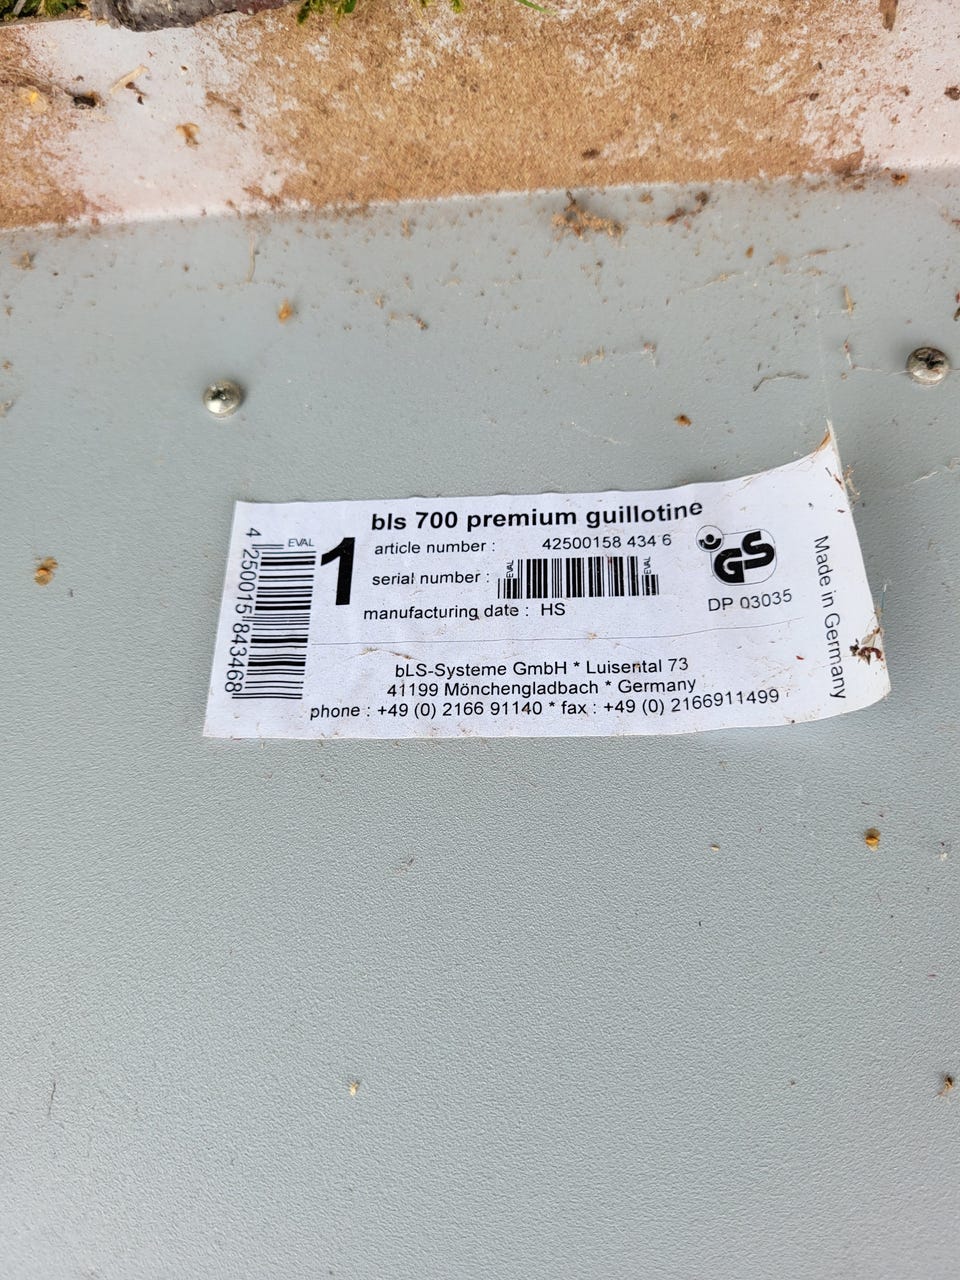 bls 700 premium guillotine
1
article number : 42500158 434 6
serial number : EVAL EVAL
manufacturing date : HS
bLS-Systeme GmbH * Luisental 73
41199 Mönchengladbach * Germany
phone : +49 (0) 2166 91140 * fax : +49 (0) 2166911499
EVAL
4 250015 843468
GS
DP 03035
Made in Germany